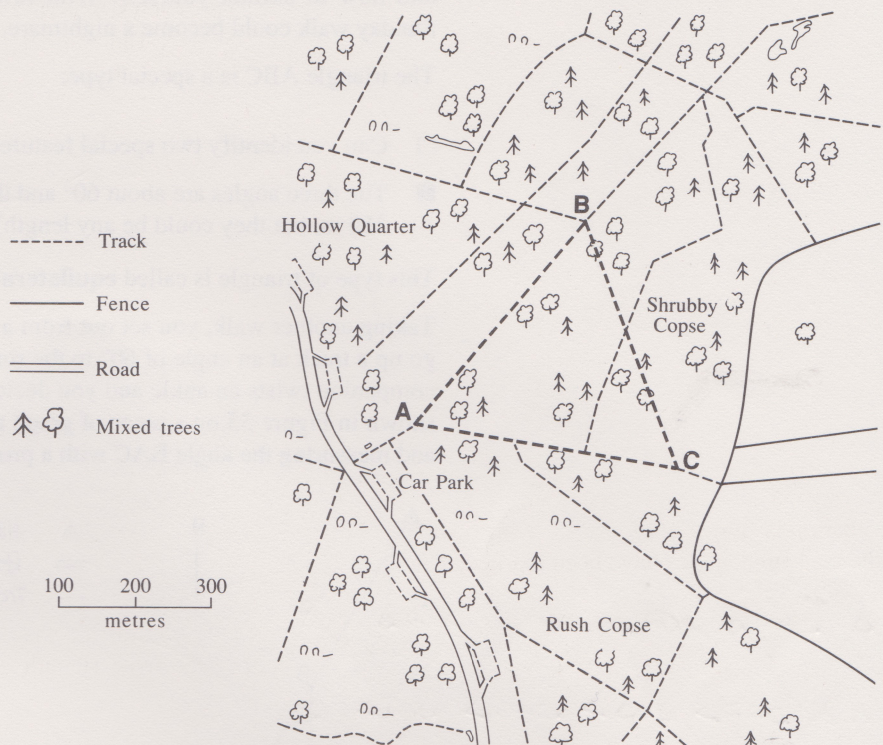 B
Hollow Quarter
Track
Fence
Shrubby
Copse
Road
A
Mixed trees
C
Car Park
100 200 300
metres
Rush Copse